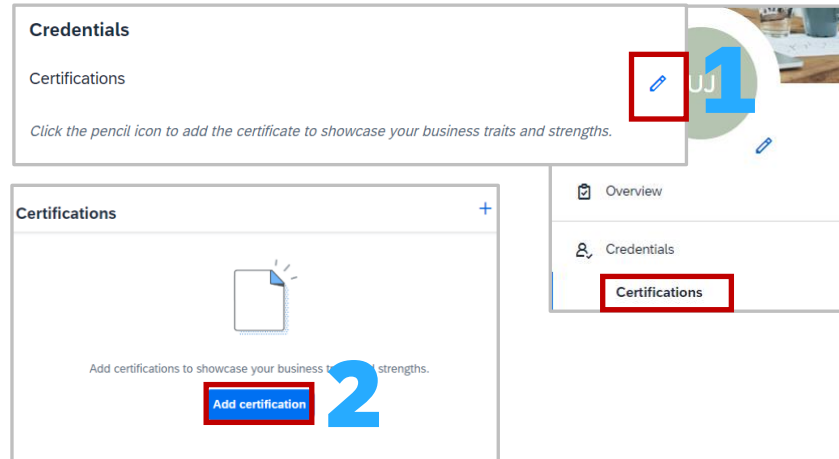 Credentials
Certifications
Click the pencil icon to add the certificate to showcase your business traits and strengths.
1
UJ
Overview
Credentials
Certifications
Certifications
+
Add certifications to showcase your business strengths.
Add certification
2